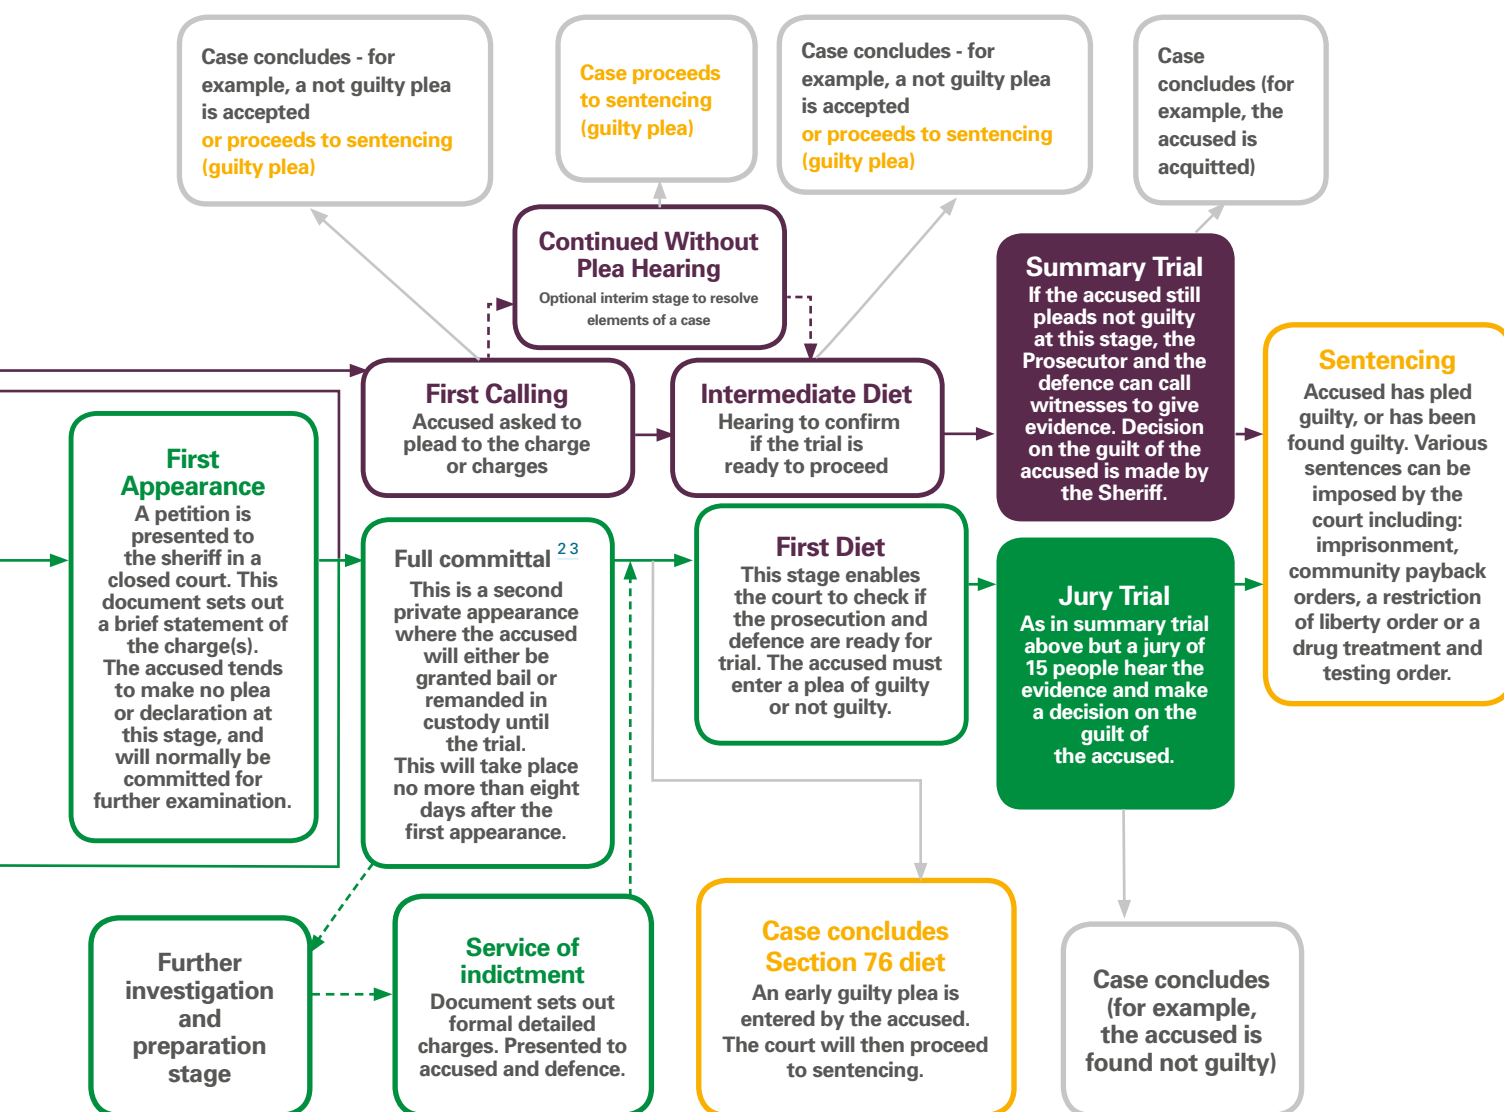 Case concludes - for
example, a not guilty plea
is accepted
or proceeds to sentencing
(guilty plea)
Case proceeds
to sentencing
(guilty plea)
Case concludes - for
example, a not guilty plea
is accepted
or proceeds to sentencing
(guilty plea)
Case
concludes (for
example, the
accused is
acquitted)
Continued Without
Plea Hearing
Optional interim stage to resolve
elements of a case
First Calling
Accused asked to
plead to the charge
or charges
Intermediate Diet
Hearing to confirm
if the trial is
ready to proceed
Summary Trial
If the accused still
pleads not guilty
at this stage, the
Prosecutor and the
defence can call
witnesses to give
evidence. Decision
on the guilt of the
accused is made by
the Sheriff.
Sentencing
Accused has pled
guilty, or has been
found guilty. Various
sentences can be
imposed by the
court including:
imprisonment,
community payback
orders, a restriction
of liberty order or a
drug treatment and
testing order.
First
Appearance
A petition is
presented to
the sheriff in a
closed court. This
document sets out
a brief statement of
the charge(s).
The accused tends
to make no plea
or declaration at
this stage, and
will normally be
committed for
further examination.
Full committal 2 3
This is a second
private appearance
where the accused
will either be
granted bail or
remanded in
custody until
the trial.
This will take place
no more than eight
days after the
first appearance.
First Diet
This stage enables
the court to check if
the prosecution and
defence are ready for
trial. The accused must
enter a plea of guilty
or not guilty.
Jury Trial
As in summary trial
above but a jury of
15 people hear the
evidence and make
a decision on the
guilt of
the accused.
Further
investigation
and
preparation
stage
Service of
indictment
Document sets out
formal detailed
charges. Presented to
accused and defence.
Case concludes
Section 76 diet
An early guilty plea is
entered by the accused.
The court will then proceed
to sentencing.
Case concludes
(for example,
the accused is
found not guilty)